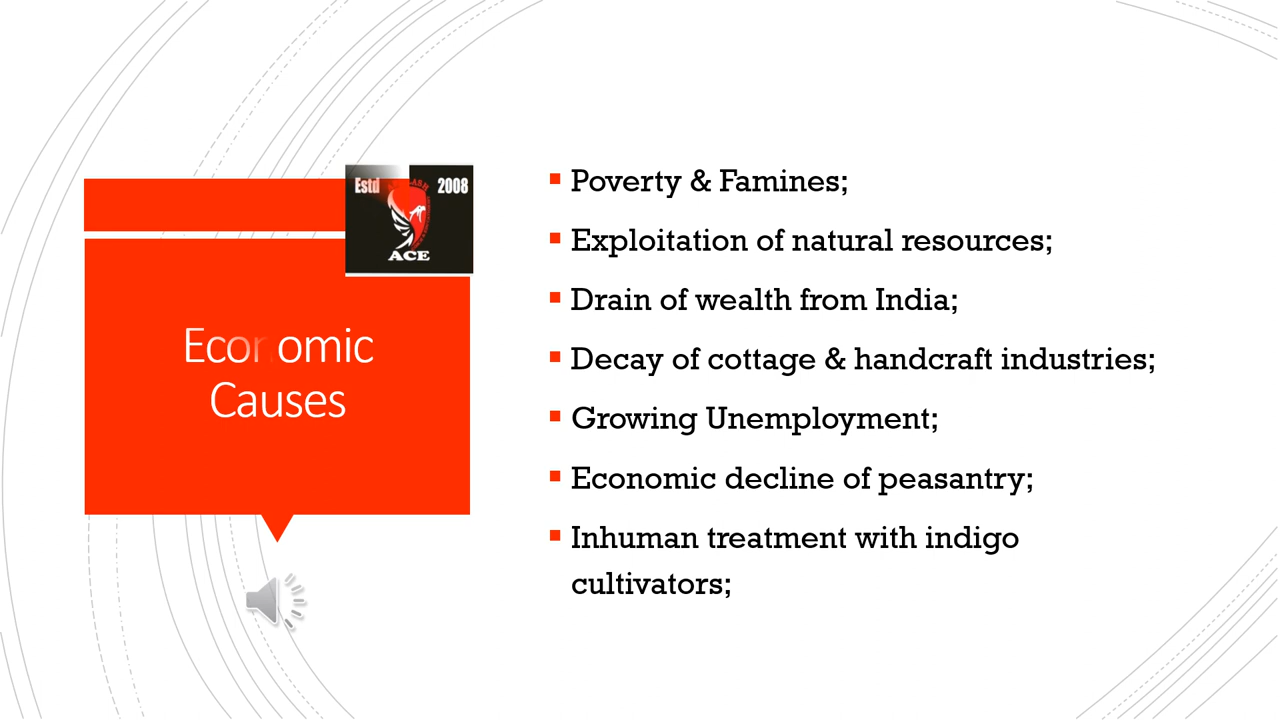 Estd 2008
ACE
Economic
Causes
Poverty & Famines;
Exploitation of natural resources;
Drain of wealth from India;
Decay of cottage & handcraft industries;
Growing Unemployment;
Economic decline of peasantry;
Inhuman treatment with indigo
cultivators;